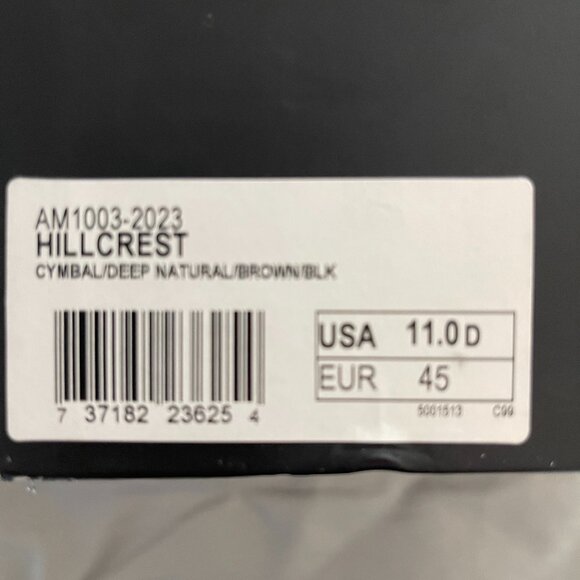 AM1003-2023
HILLCREST
CYMBAL/DEEP NATURAL/BROWN/BLK
USA 11.0 D
EUR 45
7 37182 23625 4
5001513 C99